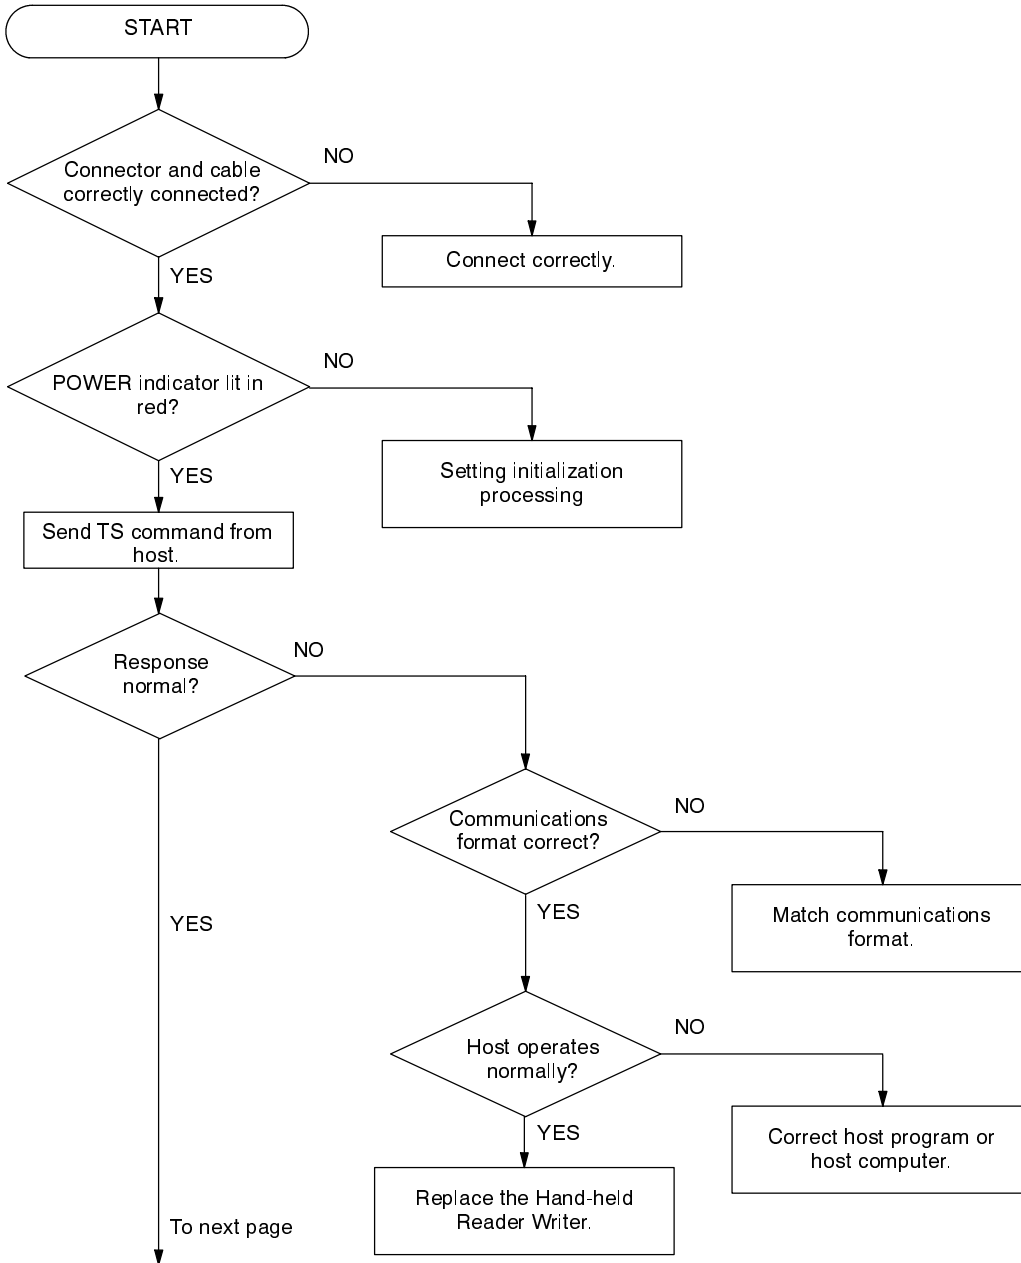 START
Connector and cable
correctly connected?
NO
Connect correctly.
YES
POWER indicator lit in
red?
NO
Setting initialization
processing
YES
Send TS command from
host.
Response
normal?
NO
Communications
format correct?
NO
Match communications
format.
YES
YES
Host operates
normally?
NO
Correct host program or
host computer.
YES
Replace the Hand-held
Reader Writer.
To next page